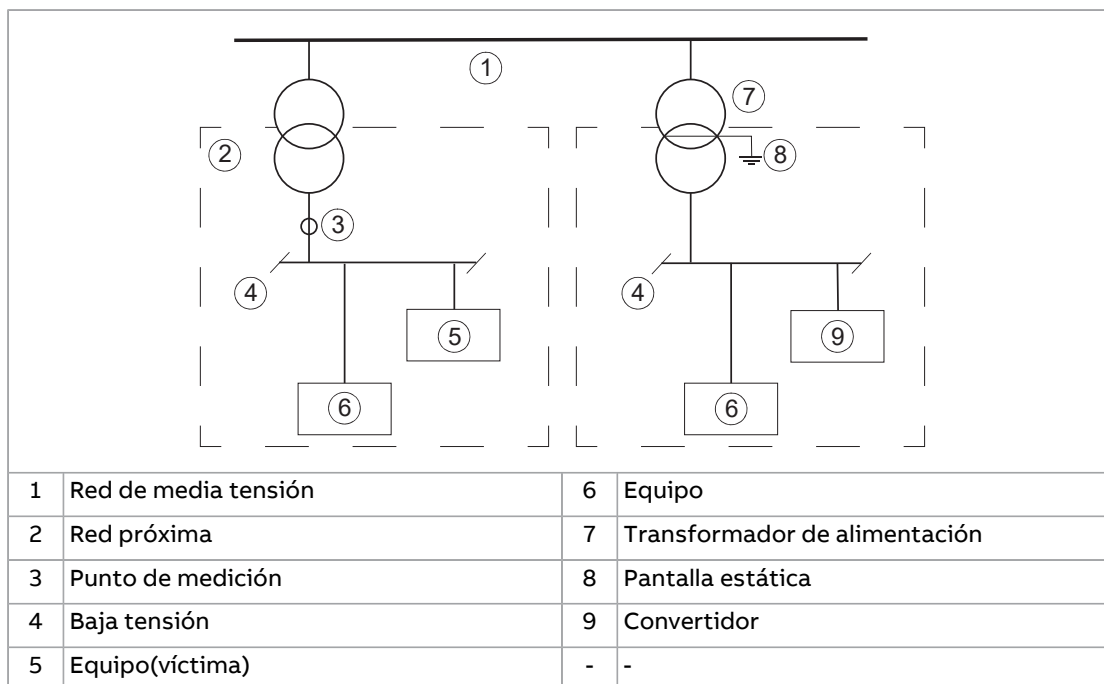 1
7
2
8
3
4
4
5
9
6
6
1 Red de media tensión 6 Equipo
2 Red próxima 7 Transformador de alimentación
3 Punto de medición 8 Pantalla estática
4 Baja tensión 9 Convertidor
5 Equipo(víctima) - -